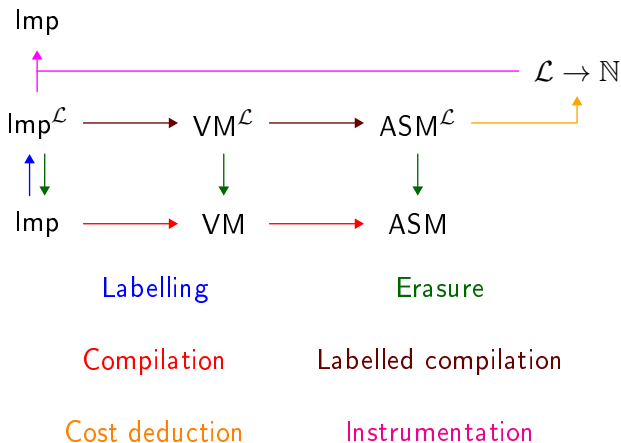 Imp
ℒ → ℕ
Imp^ℒ VM^ℒ ASM^ℒ
Imp VM ASM
Labelling Erasure
Compilation Labelled compilation
Cost deduction Instrumentation